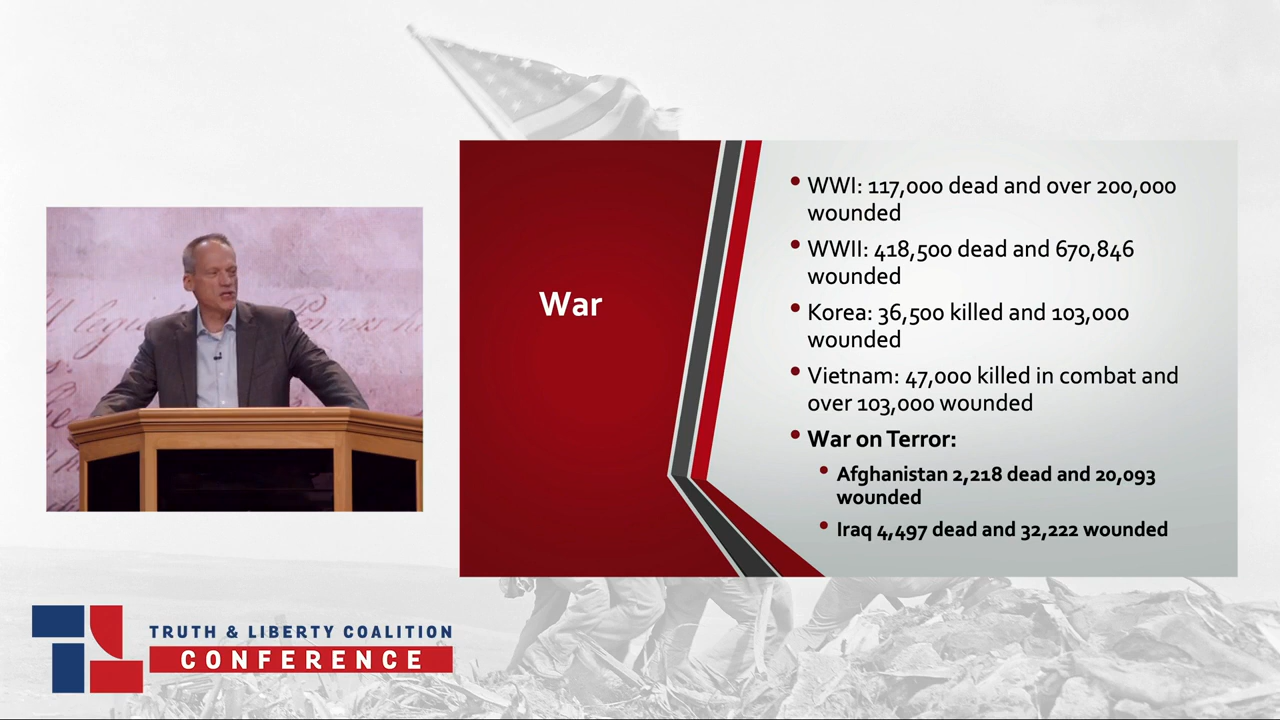 War
• WWI: 117,000 dead and over 200,000
wounded
• WWII: 418,500 dead and 670,846
wounded
• Korea: 36,500 killed and 103,000
wounded
• Vietnam: 47,000 killed in combat and
over 103,000 wounded
• War on Terror:
• Afghanistan 2,218 dead and 20,093
wounded
• Iraq 4,497 dead and 32,222 wounded
TRUTH & LIBERTY COALITION
CONFERENCE